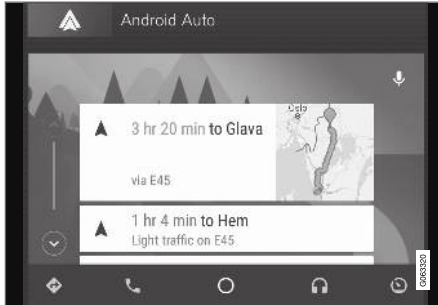 Android Auto
3 hr 20 min to Glava
Oslo
via E45
1 hr 4 min to Hem
Light traffic on E45
G063320